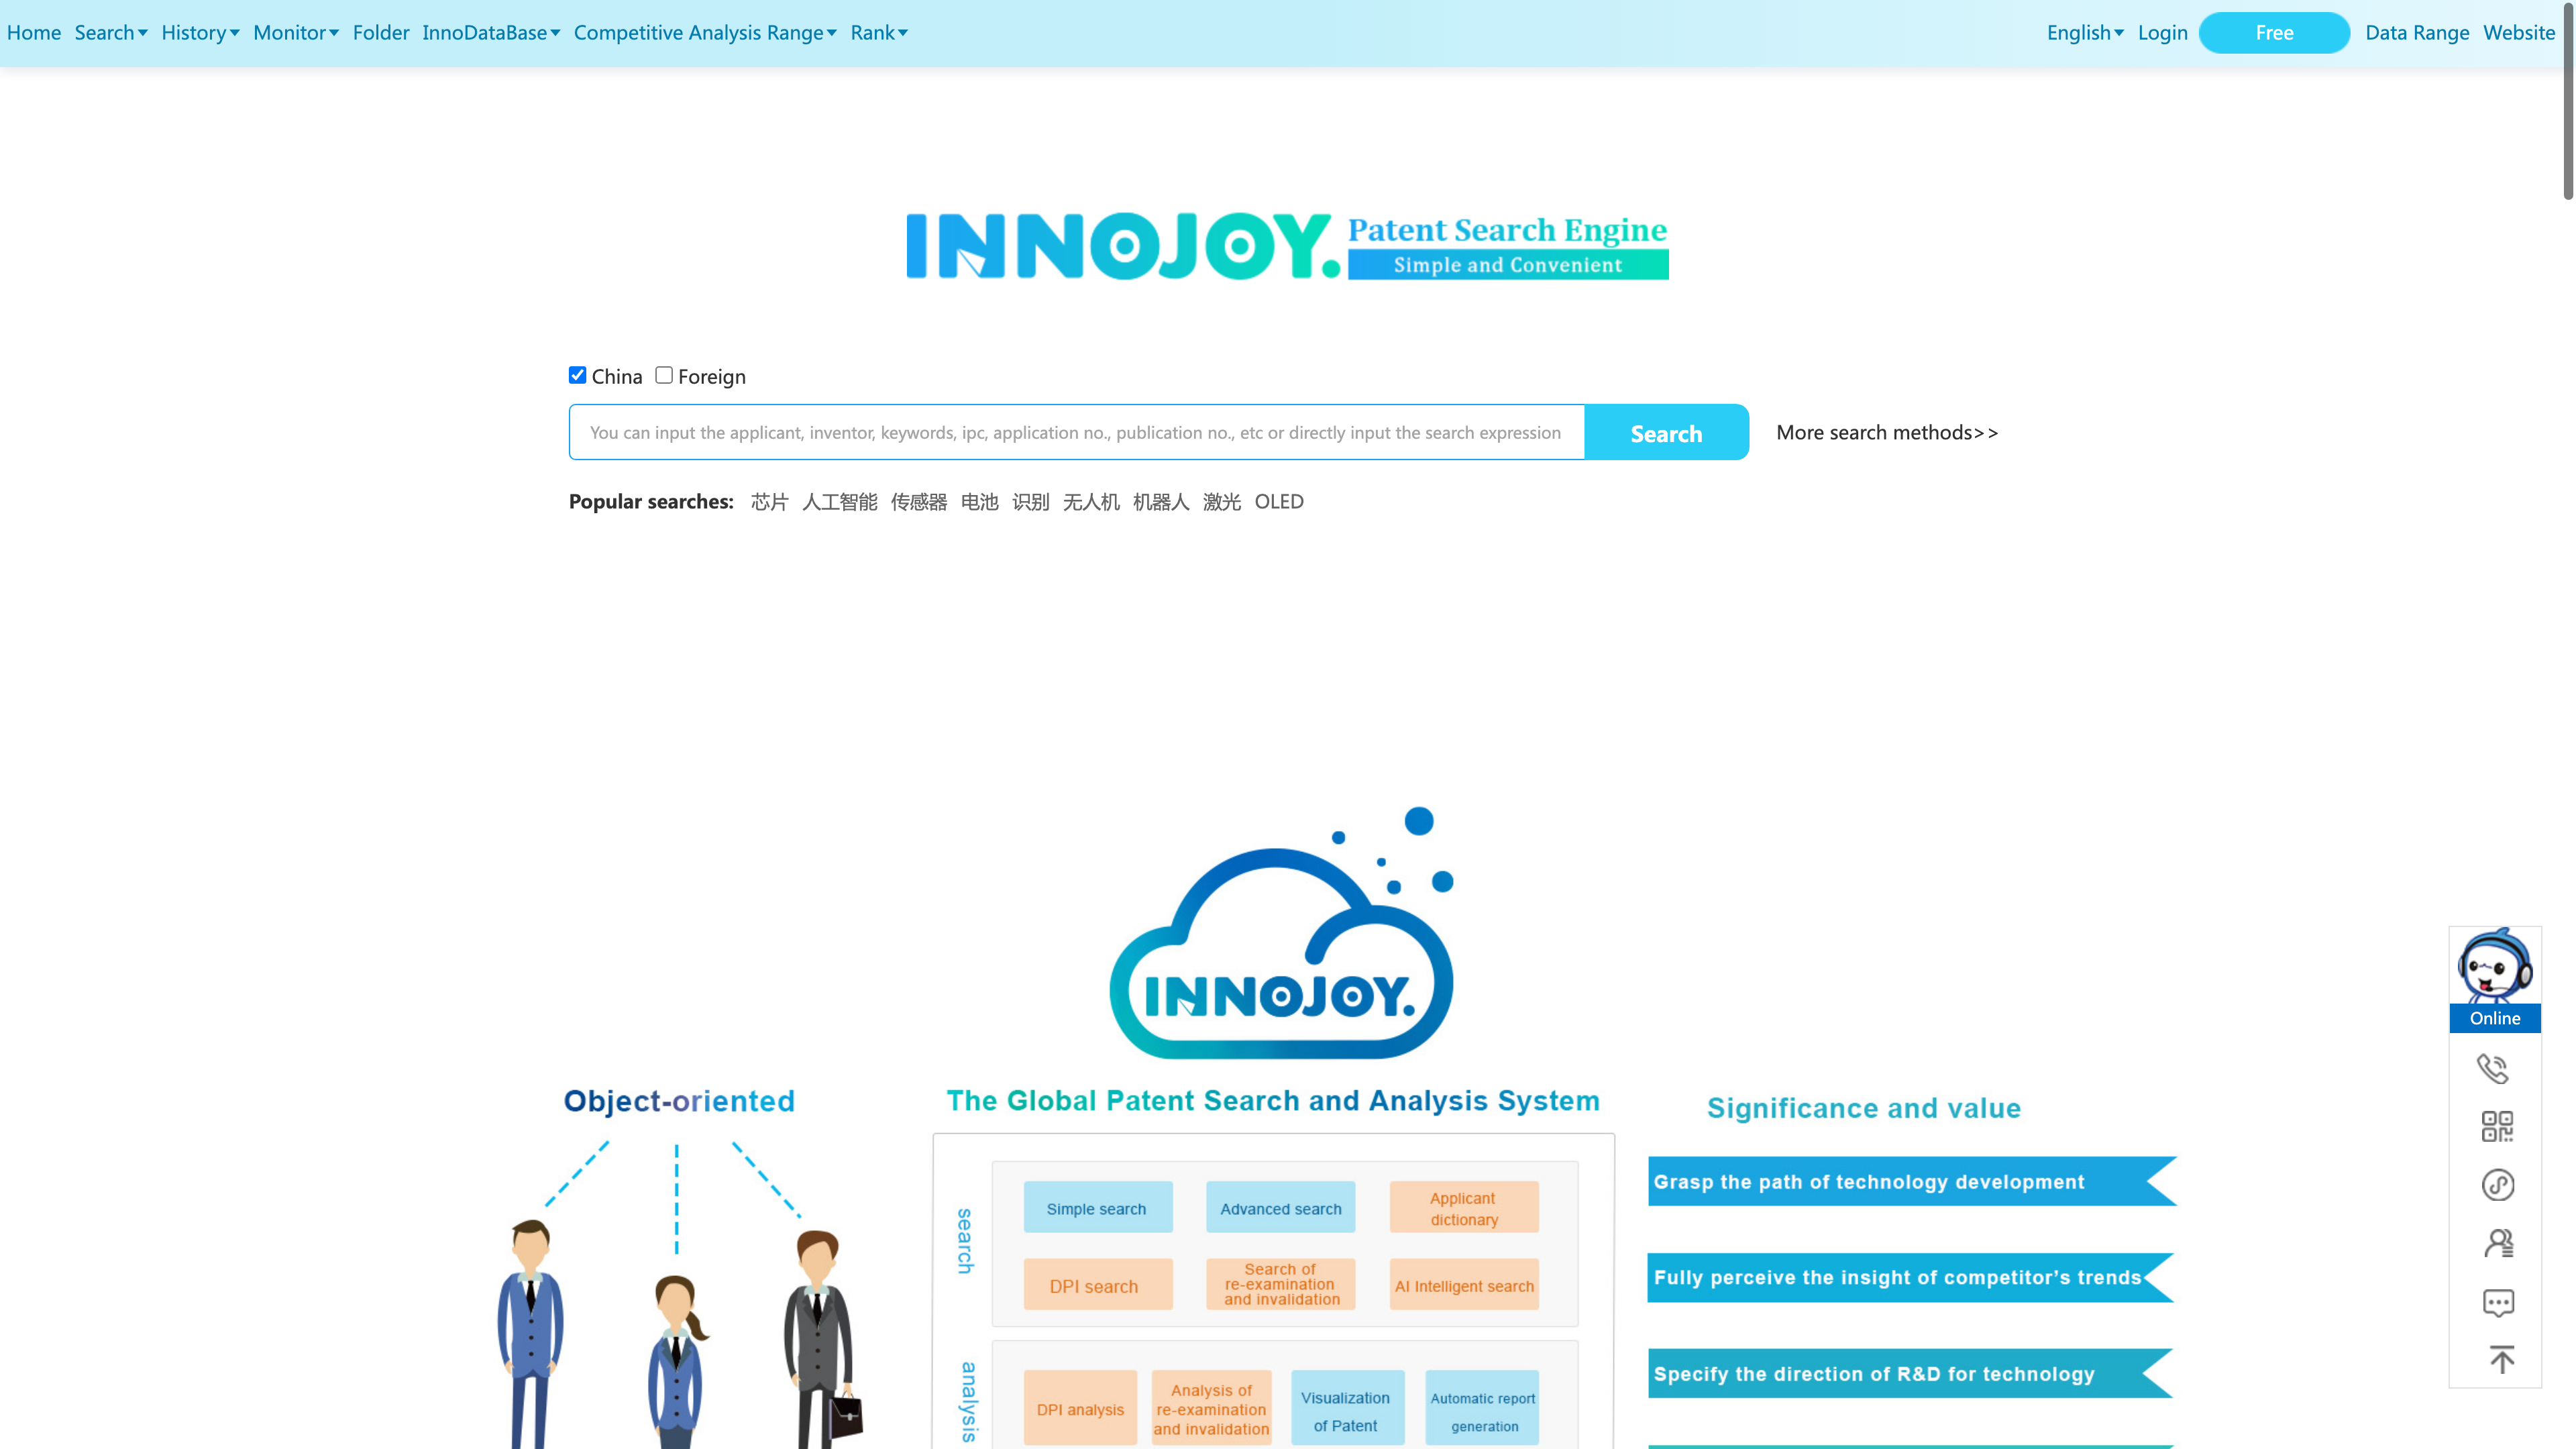 Home Search History Monitor Folder InnoDataBase Competitive Analysis Range Rank English Login Free Data Range Website
INNOJOY. Patent Search Engine
Simple and Convenient
China Foreign
You can input the applicant, inventor, keywords, ipc, application no., publication no., etc or directly input the search expression Search More search methods>>
Popular searches: 芯片 人工智能 传感器 电池 识别 无人机 机器人 激光 OLED
INNOJOY.
Online
Object-oriented
The Global Patent Search and Analysis System
search
Simple search
Advanced search
Applicant
dictionary
DPI search
Search of
re-examination
and invalidation
AI Intelligent search
analysis
DPI analysis
Analysis of
re-examination
and invalidation
Visualization
of Patent
Automatic report
generation
Significance and value
Grasp the path of technology development
Fully perceive the insight of competitor's trends
Specify the direction of R&D for technology